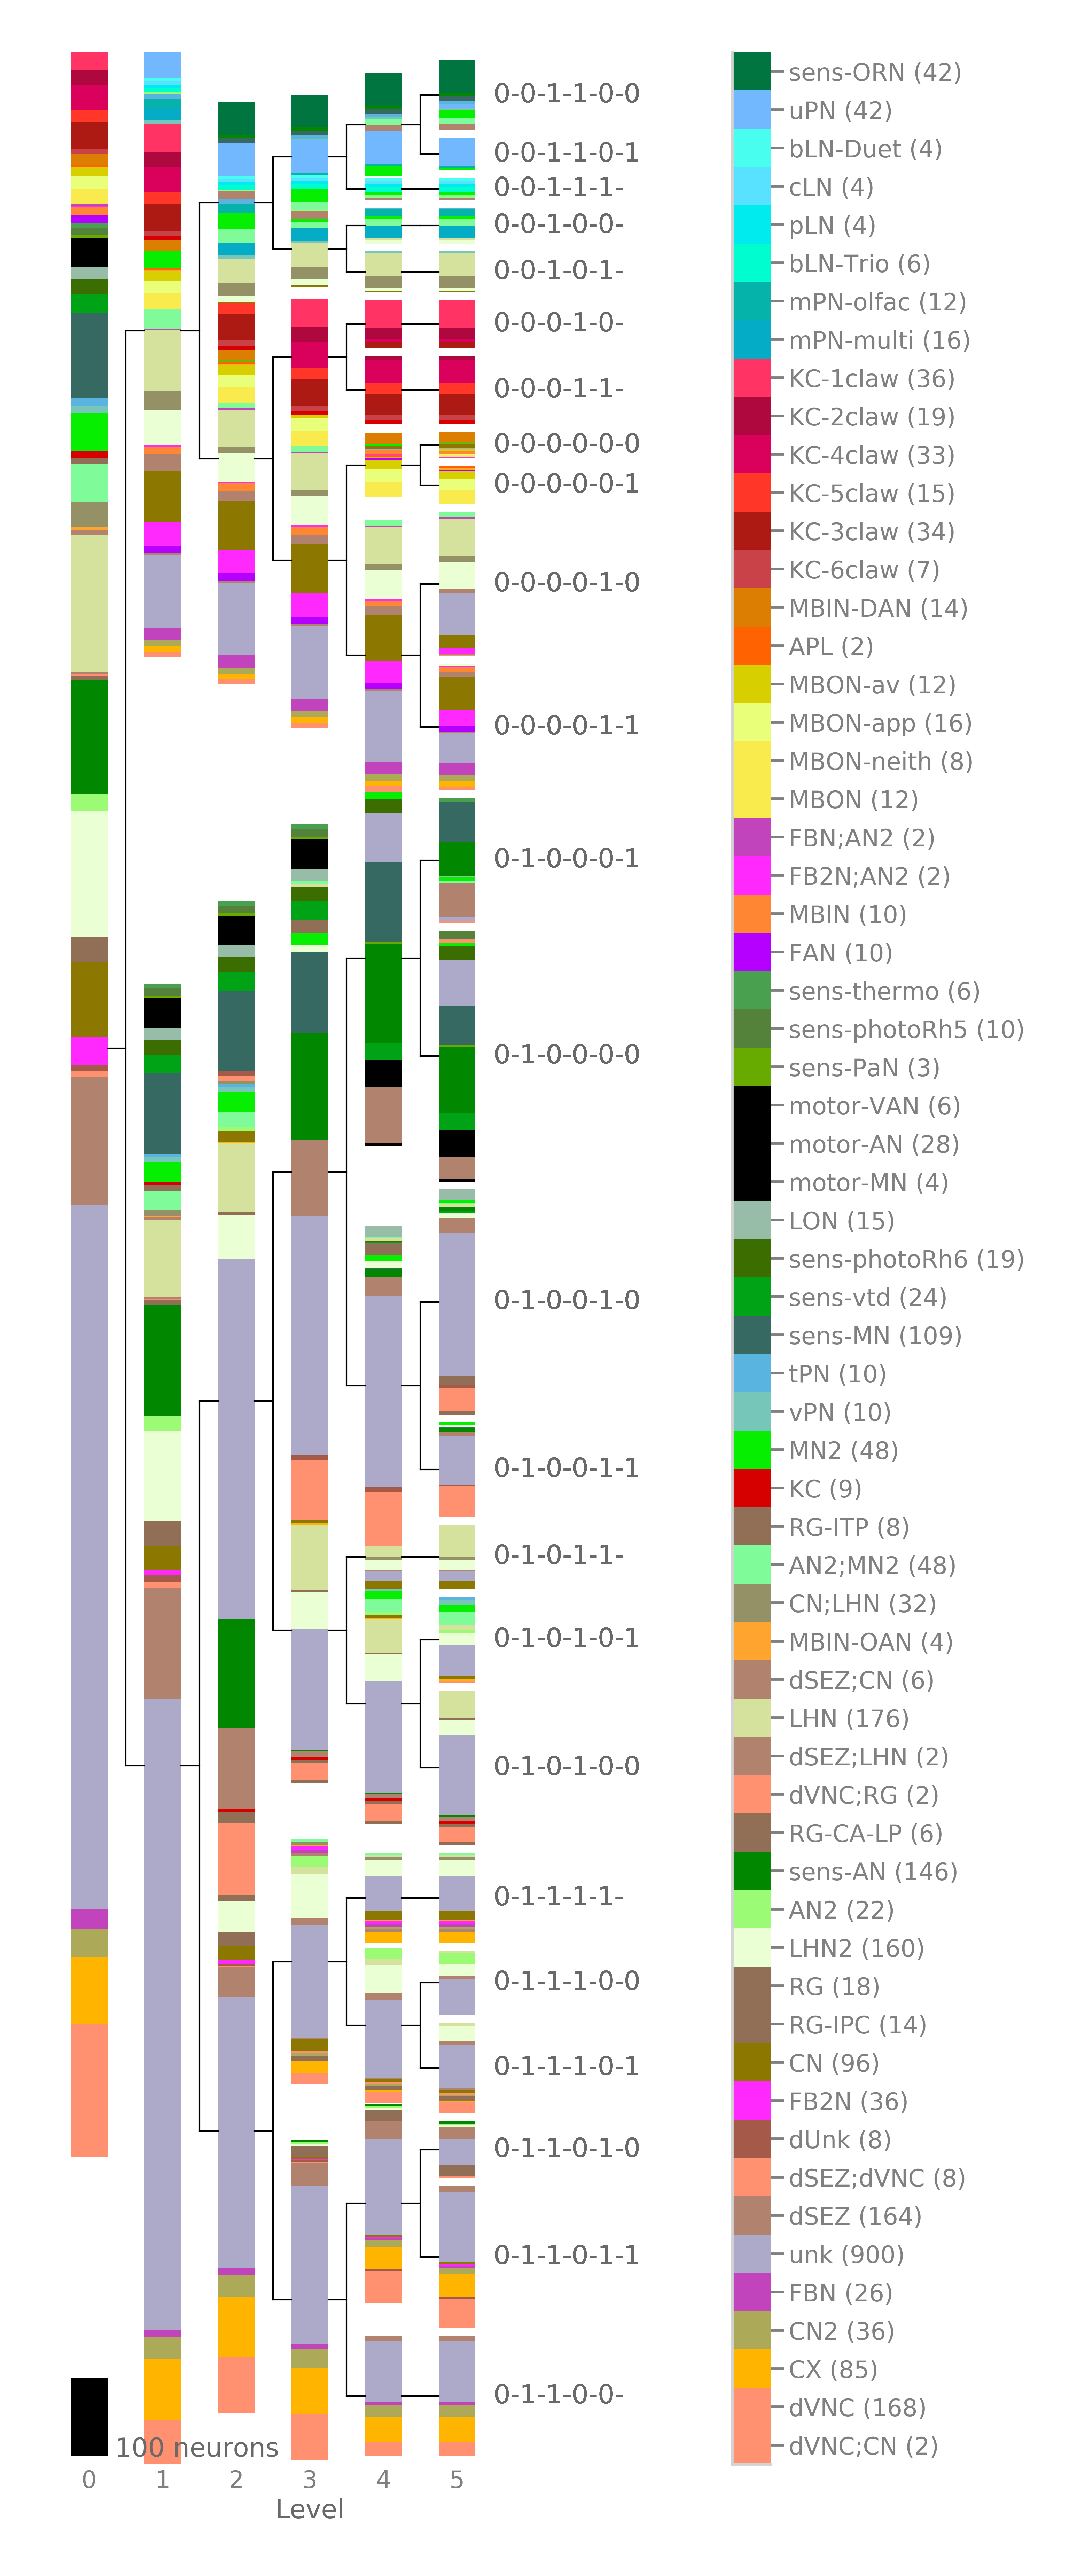 0-0-1-1-0-0
0-0-1-1-0-1
0-0-1-1-1-
0-0-1-0-0-
0-0-1-0-1-
0-0-0-1-0-
0-0-0-1-1-
0-0-0-0-0-0
0-0-0-0-0-1
0-0-0-0-1-0
0-0-0-0-1-1
0-1-0-0-0-1
0-1-0-0-0-0
0-1-0-0-1-0
0-1-0-0-1-1
0-1-0-1-1-
0-1-0-1-0-1
0-1-0-1-0-0
0-1-1-1-1-
0-1-1-1-0-0
0-1-1-1-0-1
0-1-1-0-1-0
0-1-1-0-1-1
0-1-1-0-0-
100 neurons
0 1 2 3 4 5
Level
sens-ORN (42)
uPN (42)
bLN-Duet (4)
cLN (4)
pLN (4)
bLN-Trio (6)
mPN-olfac (12)
mPN-multi (16)
KC-1claw (36)
KC-2claw (19)
KC-4claw (33)
KC-5claw (15)
KC-3claw (34)
KC-6claw (7)
MBIN-DAN (14)
APL (2)
MBON-av (12)
MBON-app (16)
MBON-neith (8)
MBON (12)
FBN;AN2 (2)
FB2N;AN2 (2)
MBIN (10)
FAN (10)
sens-thermo (6)
sens-photoRh5 (10)
sens-PaN (3)
motor-VAN (6)
motor-AN (28)
motor-MN (4)
LON (15)
sens-photoRh6 (19)
sens-vtd (24)
sens-MN (109)
tPN (10)
vPN (10)
MN2 (48)
KC (9)
RG-ITP (8)
AN2;MN2 (48)
CN;LHN (32)
MBIN-OAN (4)
dSEZ;CN (6)
LHN (176)
dSEZ;LHN (2)
dVNC;RG (2)
RG-CA-LP (6)
sens-AN (146)
AN2 (22)
LHN2 (160)
RG (18)
RG-IPC (14)
CN (96)
FB2N (36)
dUnk (8)
dSEZ;dVNC (8)
dSEZ (164)
unk (900)
FBN (26)
CN2 (36)
CX (85)
dVNC (168)
dVNC;CN (2)